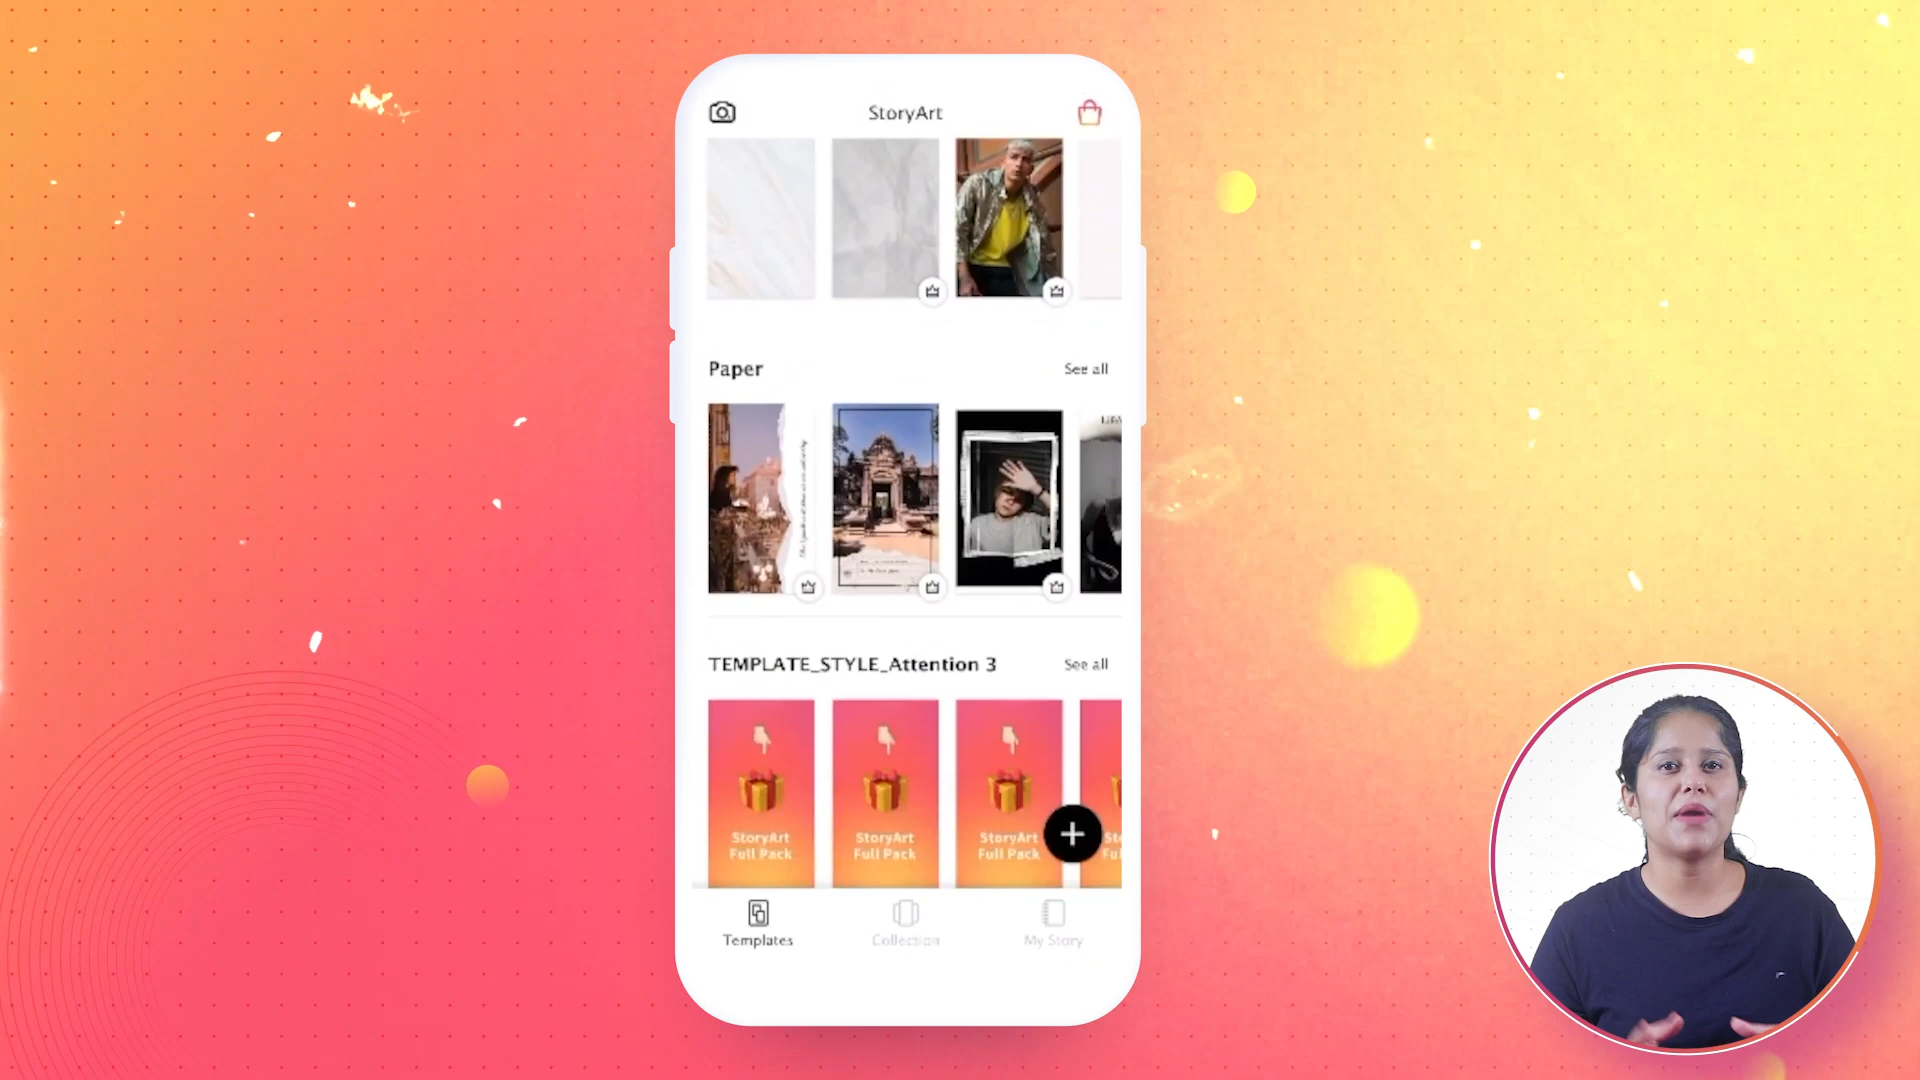 StoryArt
Paper
See all
TEMPLATE_STYLE_Attention 3
See all
StoryArt
Full Pack
StoryArt
Full Pack
StoryArt
Full Pack
Templates
Collection
My Story